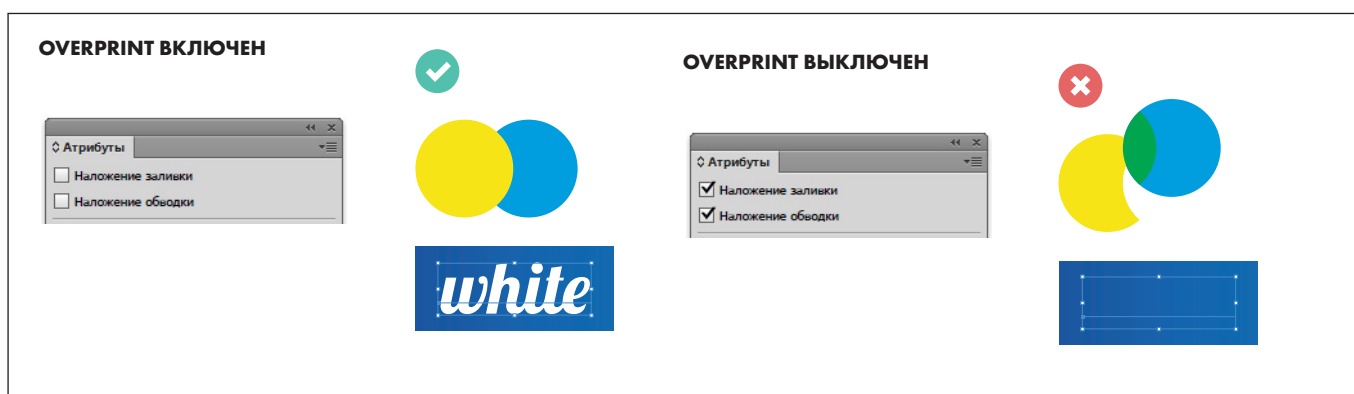 OVERPRINT ВКЛЮЧЕН
Атрибуты
Наложение заливки
Наложение обводки
white
OVERPRINT ВЫКЛЮЧЕН
Атрибуты
Наложение заливки
Наложение обводки